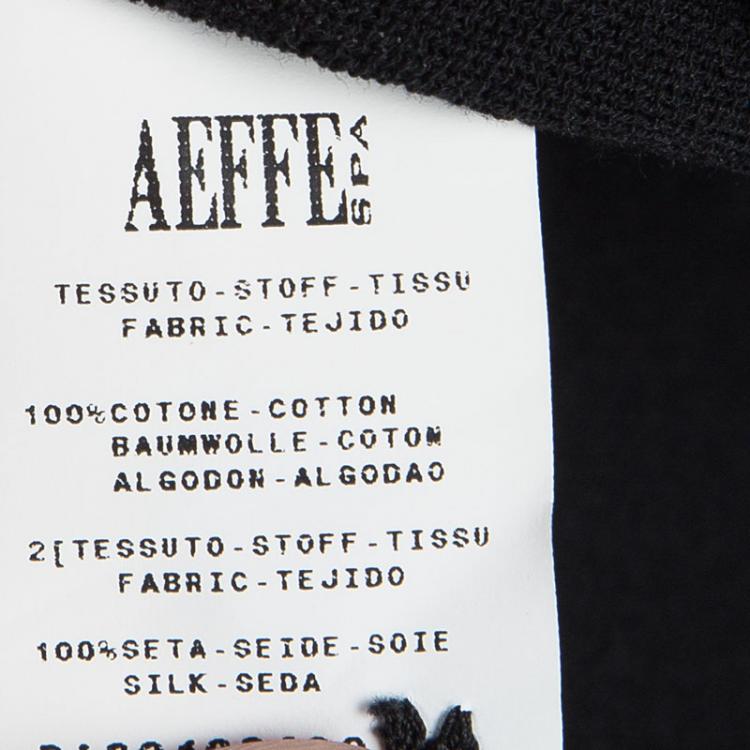 AEFFE SPA
TESSUTO-STOFF-TISSU
FABRIC-TEJIDO
100%COTONE-COTTON
BAUMWOLLE-COTON
ALGODON-ALGODAO
2[TESSUTO-STOFF-TISSU
FABRIC-TEJIDO
100%SETA-SEIDE-SOIE
SILK-SEDA